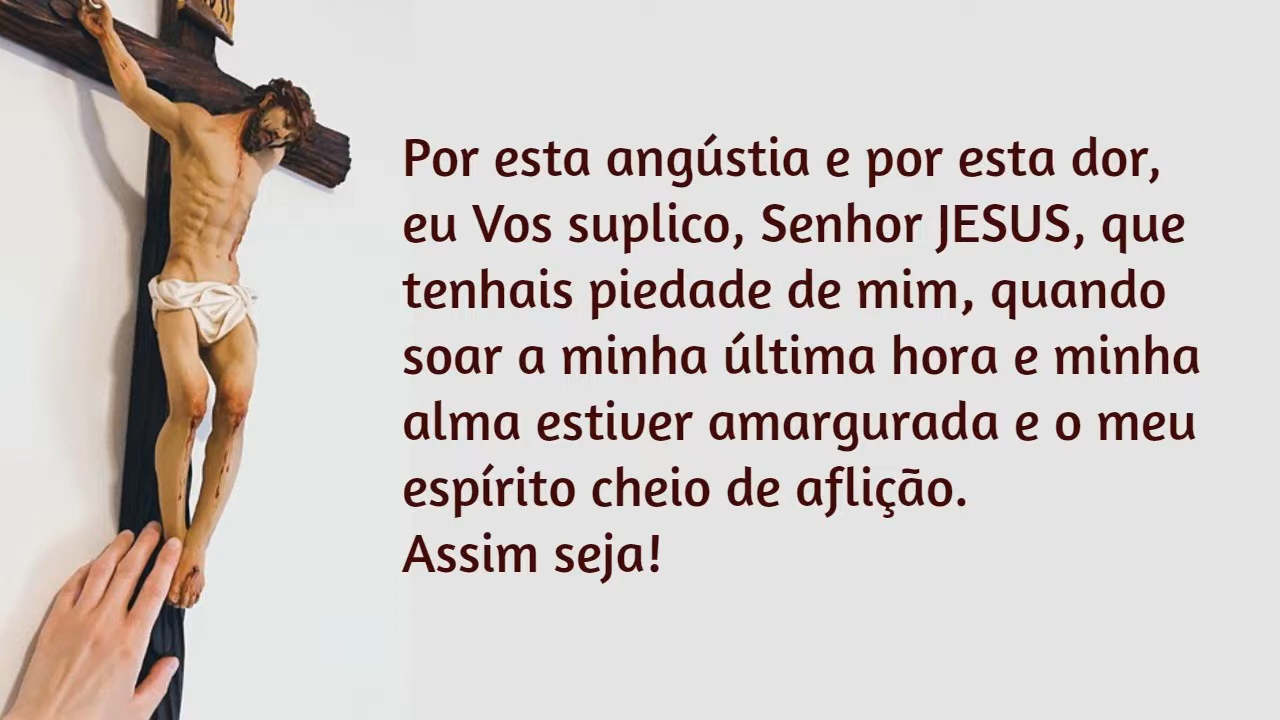 Por esta angústia e por esta dor,
eu Vos suplico, Senhor JESUS, que
tenhais piedade de mim, quando
soar a minha última hora e minha
alma estiver amargurada e o meu
espírito cheio de aflição.
Assim seja!